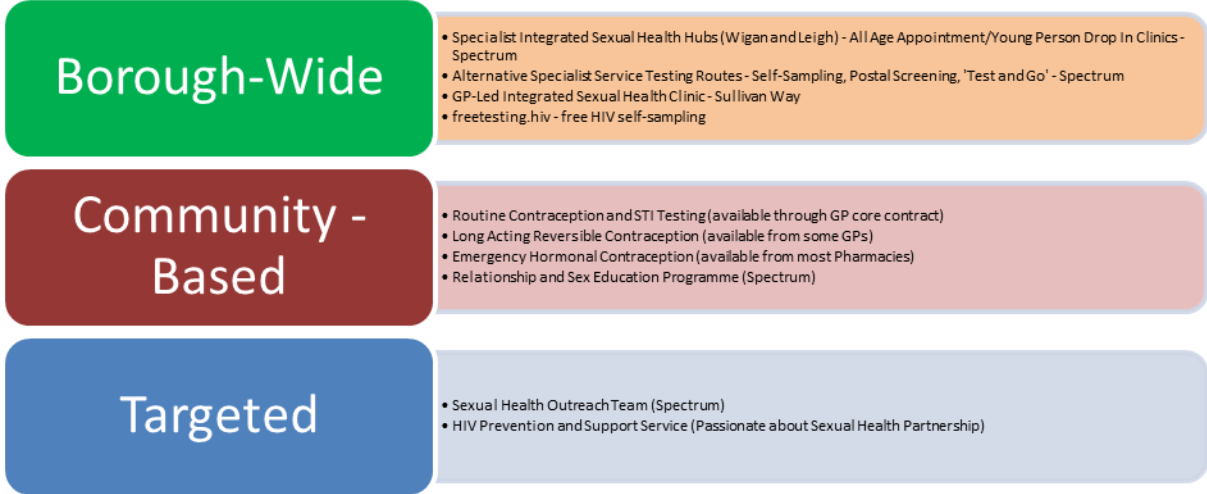 Borough-Wide
• Specialist Integrated Sexual Health Hubs (Wigan and Leigh) - All Age Appointment/Young Person Drop In Clinics -
Spectrum
• Alternative Specialist Service Testing Routes - Self-Sampling, Postal Screening, 'Test and Go' - Spectrum
• GP-Led Integrated Sexual Health Clinic - Sullivan Way
• freetesting.hiv - free HIV self-sampling
Community -
Based
• Routine Contraception and STI Testing (available through GP core contract)
• Long Acting Reversible Contraception (available from some GPs)
• Emergency Hormonal Contraception (available from most Pharmacies)
• Relationship and Sex Education Programme (Spectrum)
Targeted
• Sexual Health Outreach Team (Spectrum)
• HIV Prevention and Support Service (Passionate about Sexual Health Partnership)